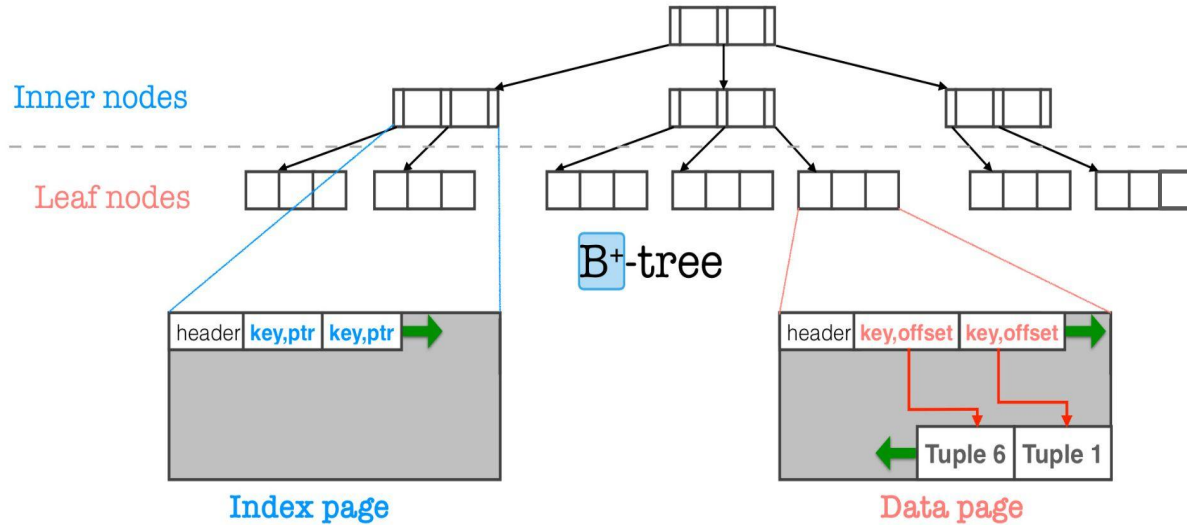 Inner nodes
Leaf nodes
B+-tree
header key,ptr key,ptr
header key,offset key,offset
Tuple 6 Tuple 1
Index page
Data page